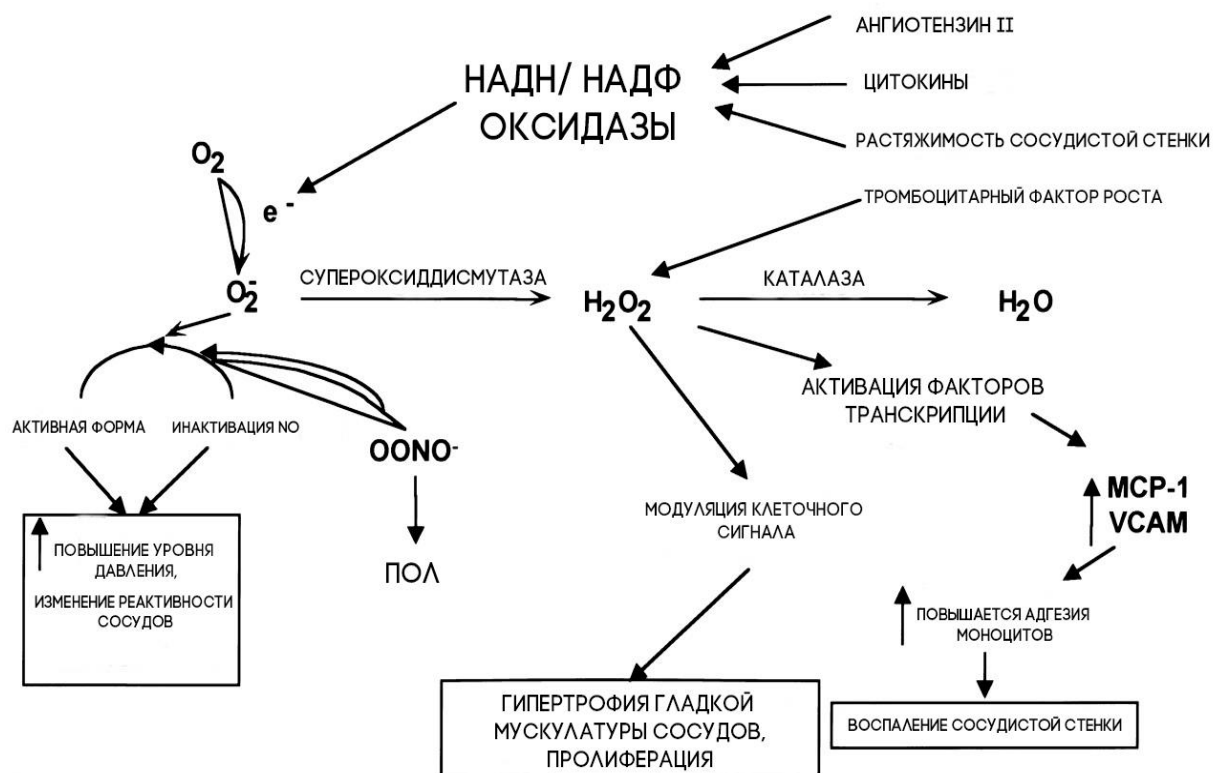 АНГИОТЕНЗИН II
НАДН/ НАДФ
ОКСИДАЗЫ
ЦИТОКИНЫ
РАСТЯЖИМОСТЬ СОСУДИСТОЙ СТЕНКИ
ТРОМБОЦИТАРНЫЙ ФАКТОР РОСТА
O₂
e⁻
O₂⁻
СУПЕРОКСИДДИСМУТАЗА
H₂O₂
КАТАЛАЗА
H₂O
АКТИВАЦИЯ ФАКТОРОВ
ТРАНСКРИПЦИИ
АКТИВНАЯ ФОРМА
ИНАКТИВАЦИЯ NO
OONO⁻
MCP-1
VCAM
МОДУЛЯЦИЯ КЛЕТОЧНОГО
СИГНАЛА
ПОВЫШЕНИЕ УРОВНЯ
ДАВЛЕНИЯ,
ИЗМЕНЕНИЕ РЕАКТИВНОСТИ
СОСУДОВ
ПОЛ
ПОВЫШАЕТСЯ АДГЕЗИЯ
МОНОЦИТОВ
ГИПЕРТРОФИЯ ГЛАДКОЙ
МУСКУЛАТУРЫ СОСУДОВ,
ПРОЛИФЕРАЦИЯ
ВОСПАЛЕНИЕ СОСУДИСТОЙ СТЕНКИ